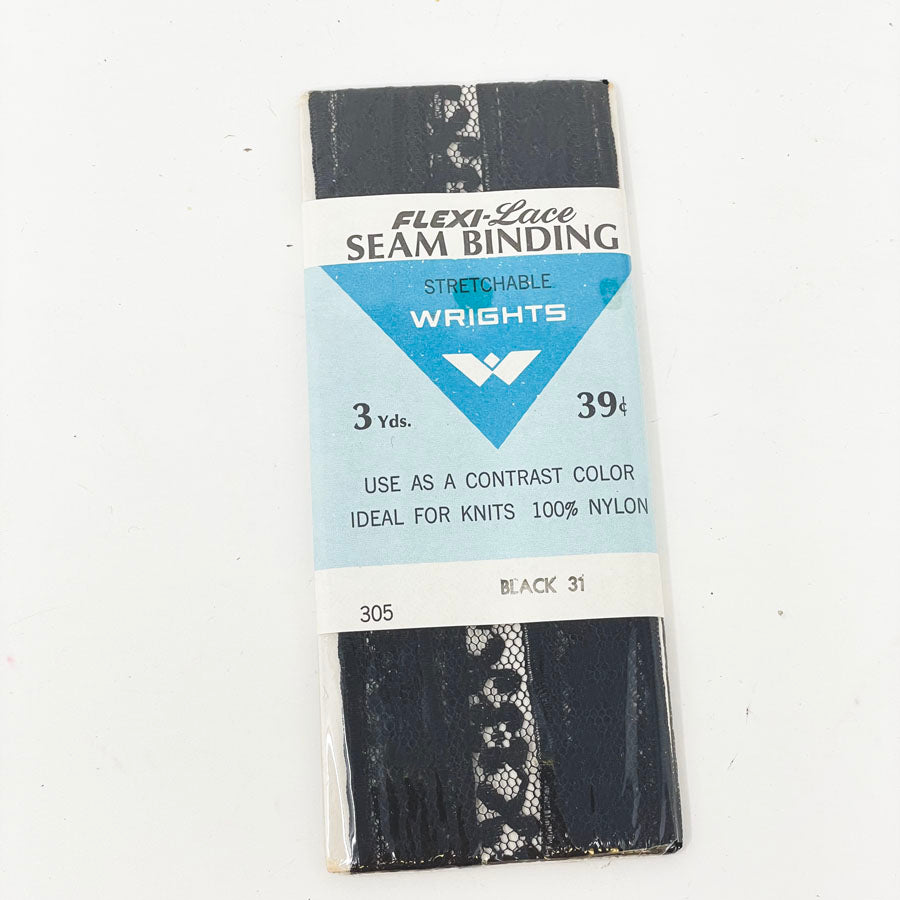 FLEXI-Lace
SEAM BINDING
STRETCHABLE
WRIGHTS
3 Yds. 39¢
USE AS A CONTRAST COLOR
IDEAL FOR KNITS 100% NYLON
BLACK 31
305